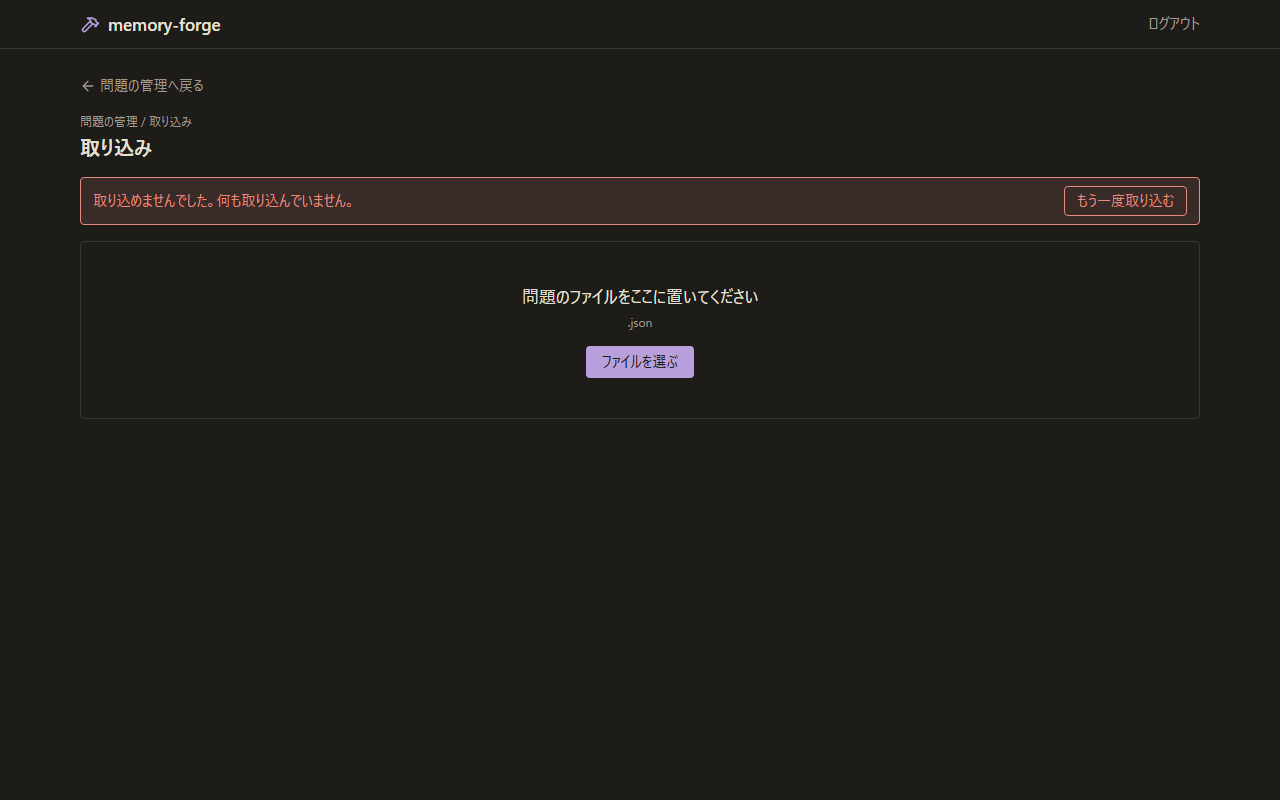 memory-forge
ログアウト
← 問題の管理へ戻る
問題の管理 / 取り込み
取り込み
取り込めませんでした。何も取り込んでいません。
もう一度取り込む
問題のファイルをここに置いてください
.json
ファイルを選ぶ